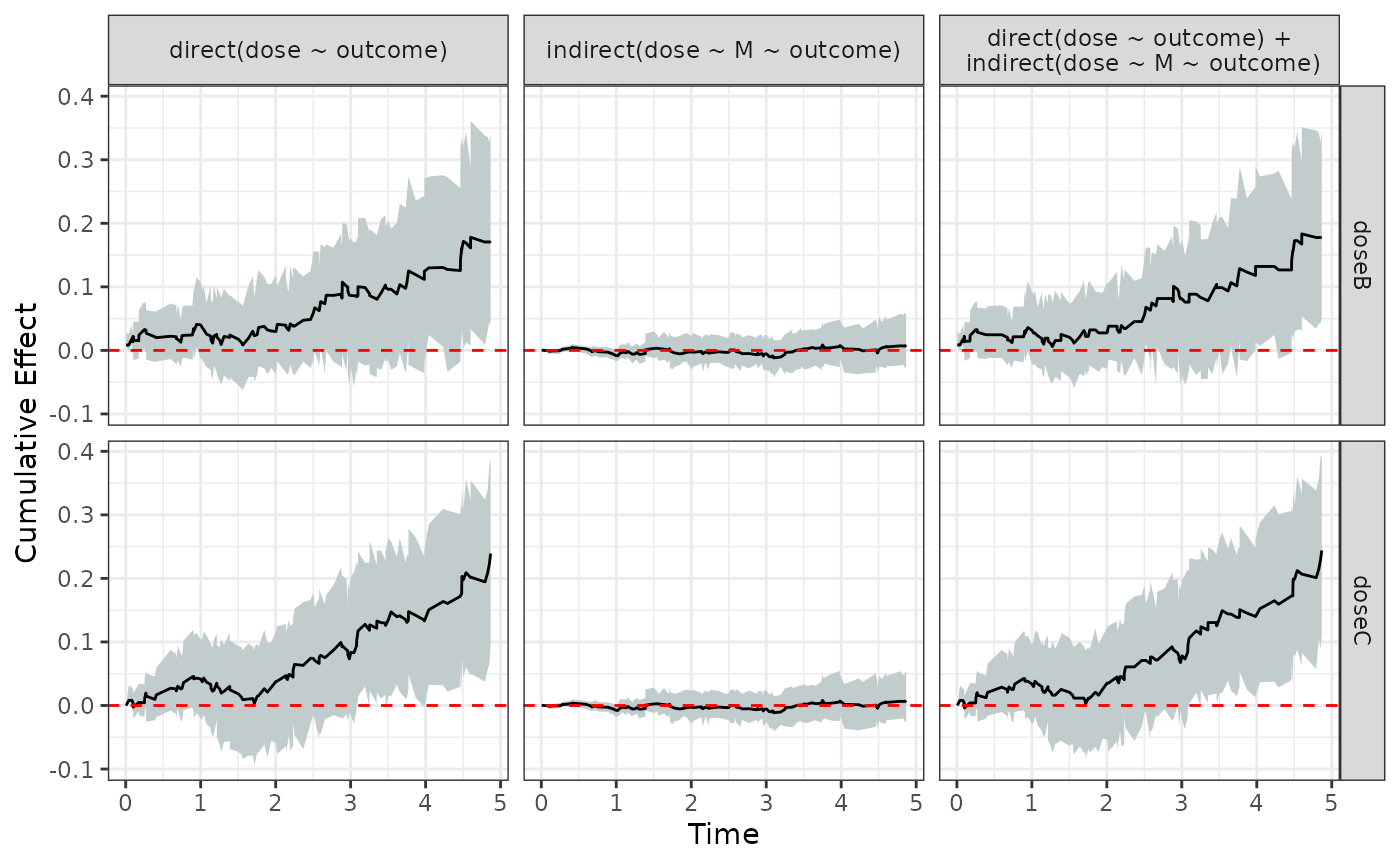 direct(dose ~ outcome)
indirect(dose ~ M ~ outcome)
direct(dose ~ outcome) +
indirect(dose ~ M ~ outcome)
0.4
0.3
0.2
0.1
0.0
-0.1
doseB
Cumulative Effect
0.4
0.3
0.2
0.1
0.0
-0.1
doseC
0 1 2 3 4 5
0 1 2 3 4 5
0 1 2 3 4 5
Time